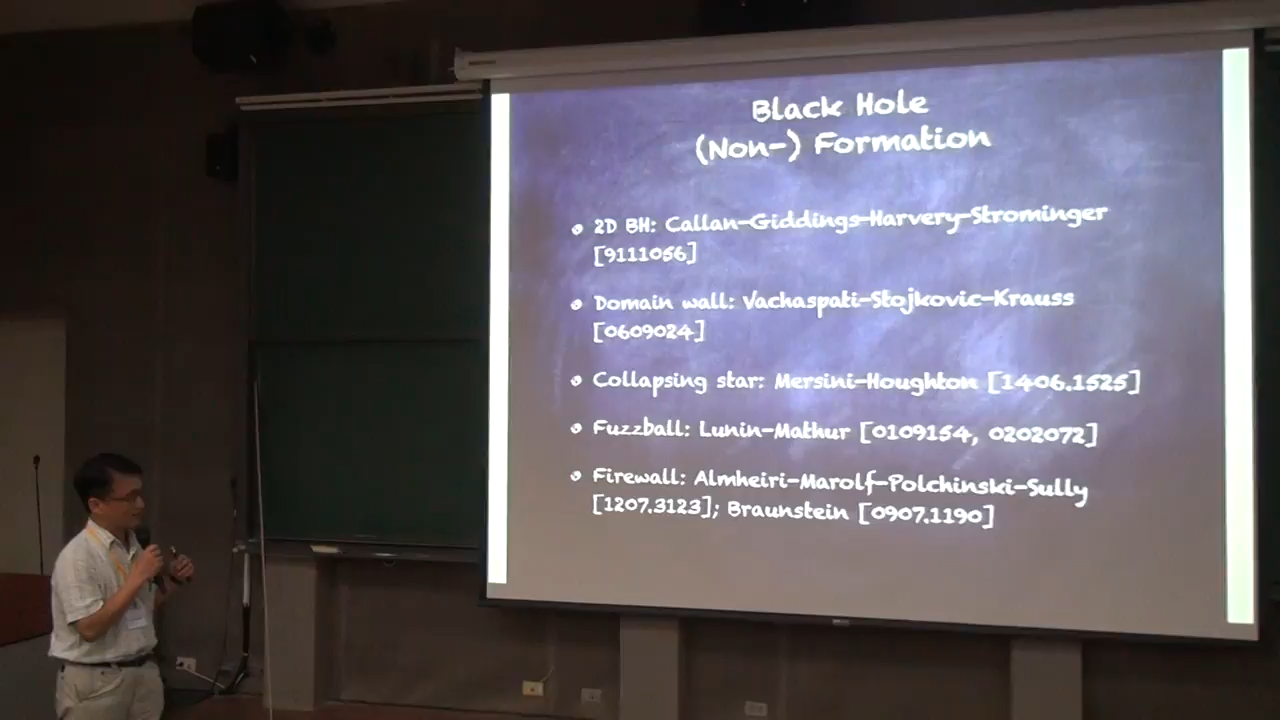 Black Hole
(Non-) Formation
• 2D BH: Callan-Giddings-Harvery-Strominger
[9111056]
• Domain wall: Vachaspati-Stojkovic-Krauss
[0609024]
• Collapsing star: Mersini-Houghton [1406.1525]
• Fuzzball: Lunin-Mathur [0109154, 0202072]
• Firewall: Almheiri-Marolf-Polchinski-Sully
[1207.3123]; Braunstein [0907.1190]